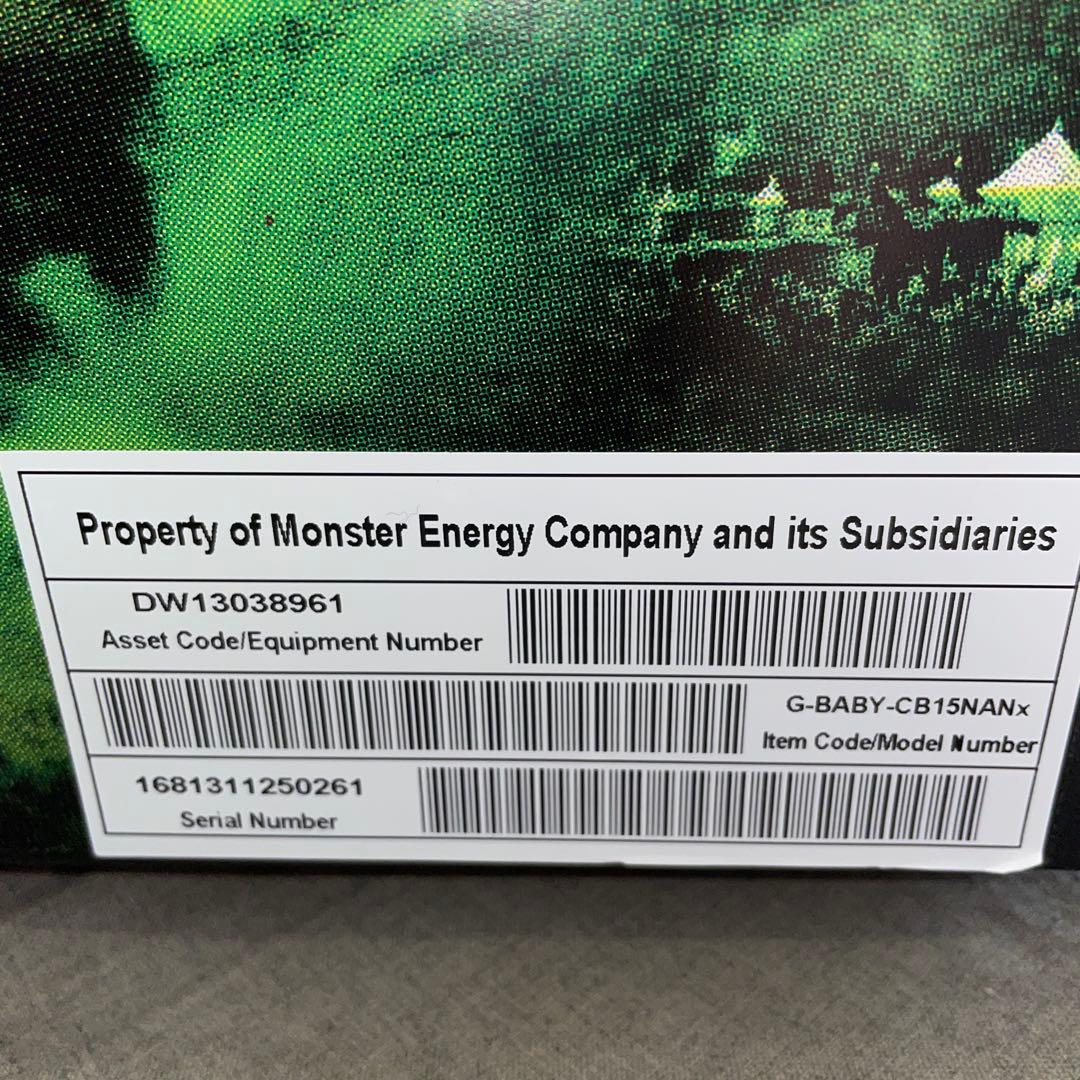 Property of Monster Energy Company and its Subsidiaries
DW13038961
Asset Code/Equipment Number
G-BABY-CB15NANx
Item Code/Model Number
1681311250261
Serial Number